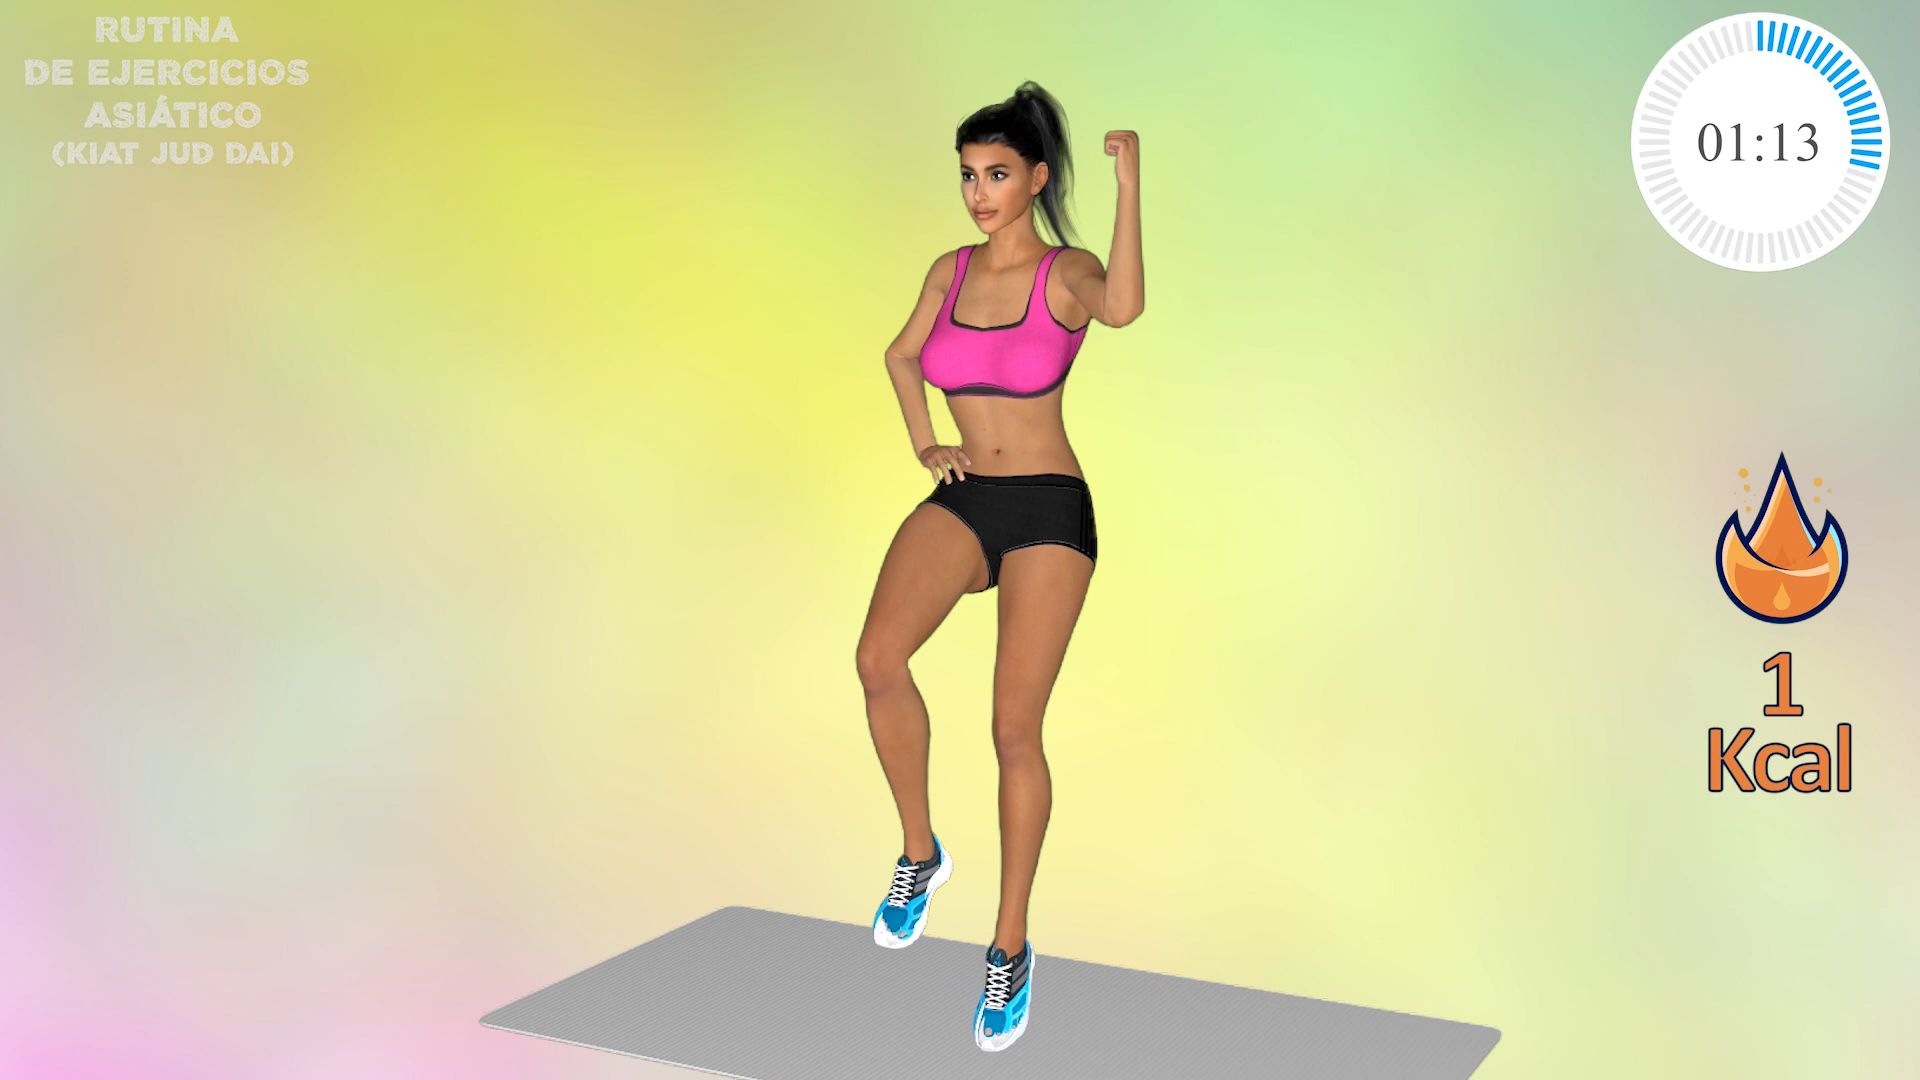 RUTINA
DE EJERCICIOS
ASIÁTICO
(KIAT JUD DAI)
01:13
1
Kcal